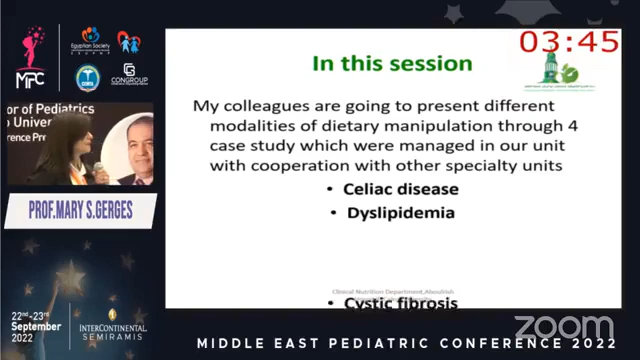 MPC
Egyptian Society
CONGROUP
or of Pediatrics
o Univer
erence Pre
PROF.MARY S.GERGES
22nd-23rd
September
2022
INTERCONTINENTAL
SEMIRAMIS
03:45
In this session
My colleagues are going to present different
modalities of dietary manipulation through 4
case study which were managed in our unit
with cooperation with other specialty units
• Celiac disease
• Dyslipidemia
Clinical Nutrition Department,
• Cystic fibrosis
zoom
MIDDLE EAST PEDIATRIC CONFERENCE 2022